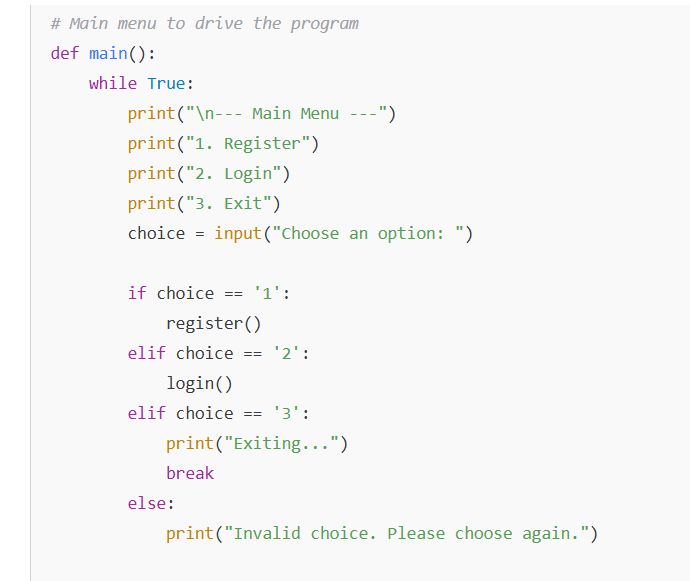 # Main menu to drive the program
def main():
    while True:
        print("\n--- Main Menu ---")
        print("1. Register")
        print("2. Login")
        print("3. Exit")
        choice = input("Choose an option: ")

        if choice == '1':
            register()
        elif choice == '2':
            login()
        elif choice == '3':
            print("Exiting...")
            break
        else:
            print("Invalid choice. Please choose again.")